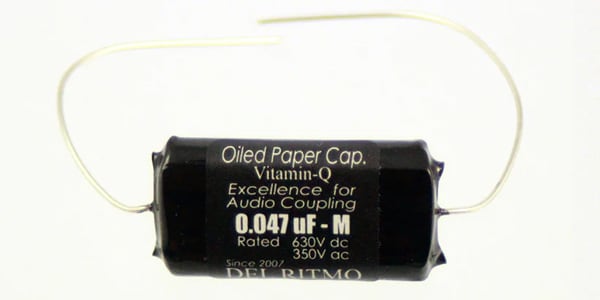 Oiled Paper Cap.
Vitamin-Q
Excellence for
Audio Coupling
0.047 uF - M
Rated 630V dc
350V ac
Since 2007
DEL RITMO